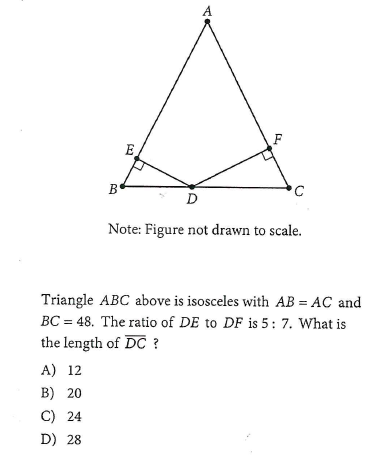 A
E
F
B
D
C
Note: Figure not drawn to scale.
Triangle ABC above is isosceles with AB = AC and
BC = 48. The ratio of DE to DF is 5 : 7. What is
the length of \overline{DC} ?
A) 12
B) 20
C) 24
D) 28